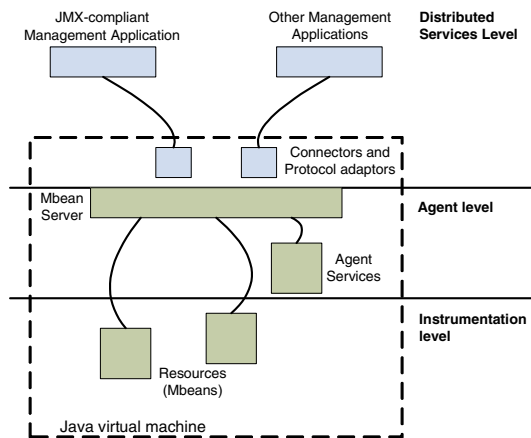 JMX-compliant
Management Application
Other Management
Applications
Distributed
Services Level
Connectors and
Protocol adaptors
Mbean
Server
Agent level
Agent
Services
Instrumentation
level
Resources
(Mbeans)
Java virtual machine